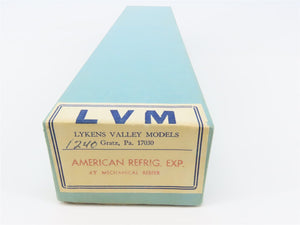 LVM
LYKENS VALLEY MODELS
1240 Gratz, Pa. 17030
AMERICAN REFRIG. EXP.
45' MECHANICAL REEFER